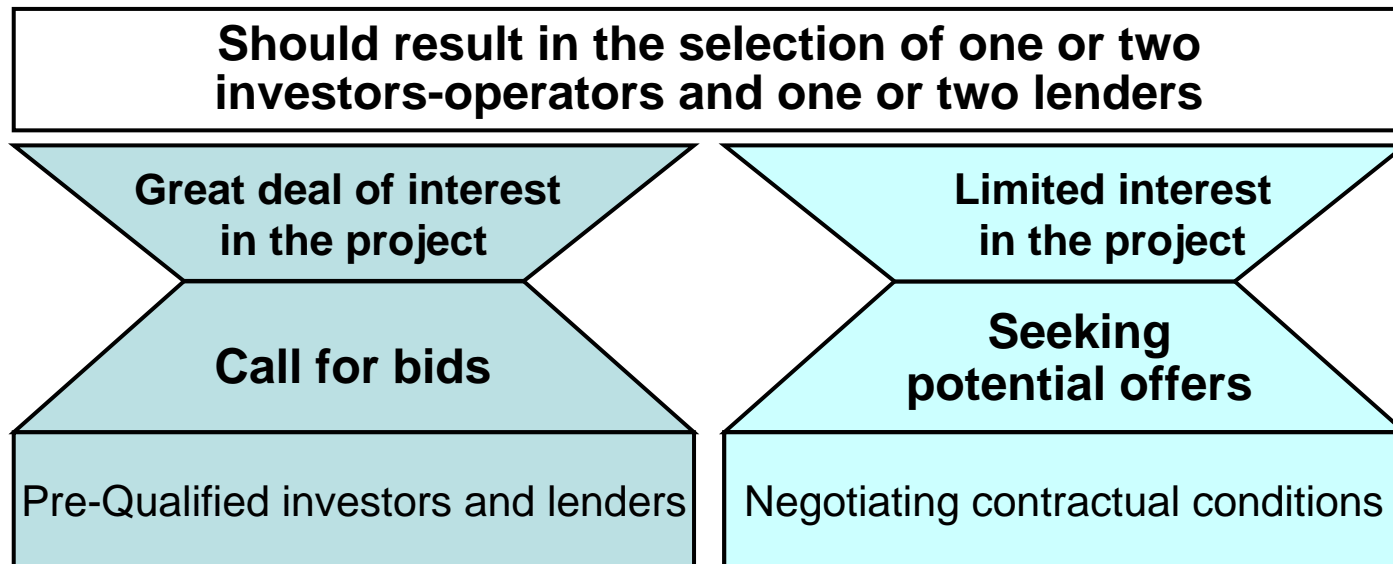 Should result in the selection of one or two
investors-operators and one or two lenders
Great deal of interest
in the project
Call for bids
Pre-Qualified investors and lenders
Limited interest
in the project
Seeking
potential offers
Negotiating contractual conditions